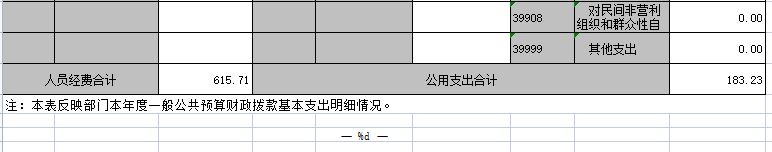 39908 对民间非营利 0.00
组织和群众性自
39999 其他支出 0.00
人员经费合计 615.71 公用支出合计 183.23
注：本表反映部门本年度一般公共预算财政拨款基本支出明细情况。
— %d —